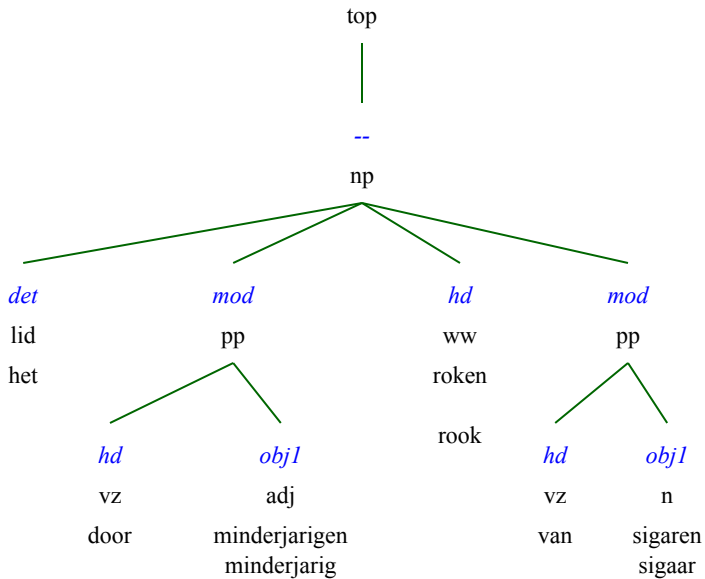 top
--
np
det mod hd mod
lid pp ww pp
het roken
rook
hd obj1 hd obj1
vz adj vz n
door minderjarigen van sigaren
minderjarig sigaar